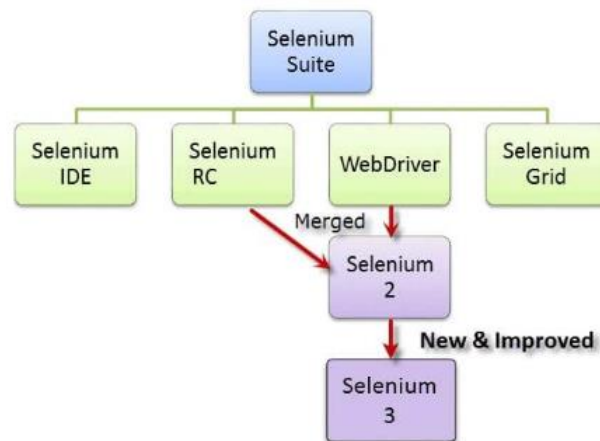 Selenium
Suite
Selenium
IDE
Selenium
RC
WebDriver
Selenium
Grid
Merged
Selenium
2
New & Improved
Selenium
3